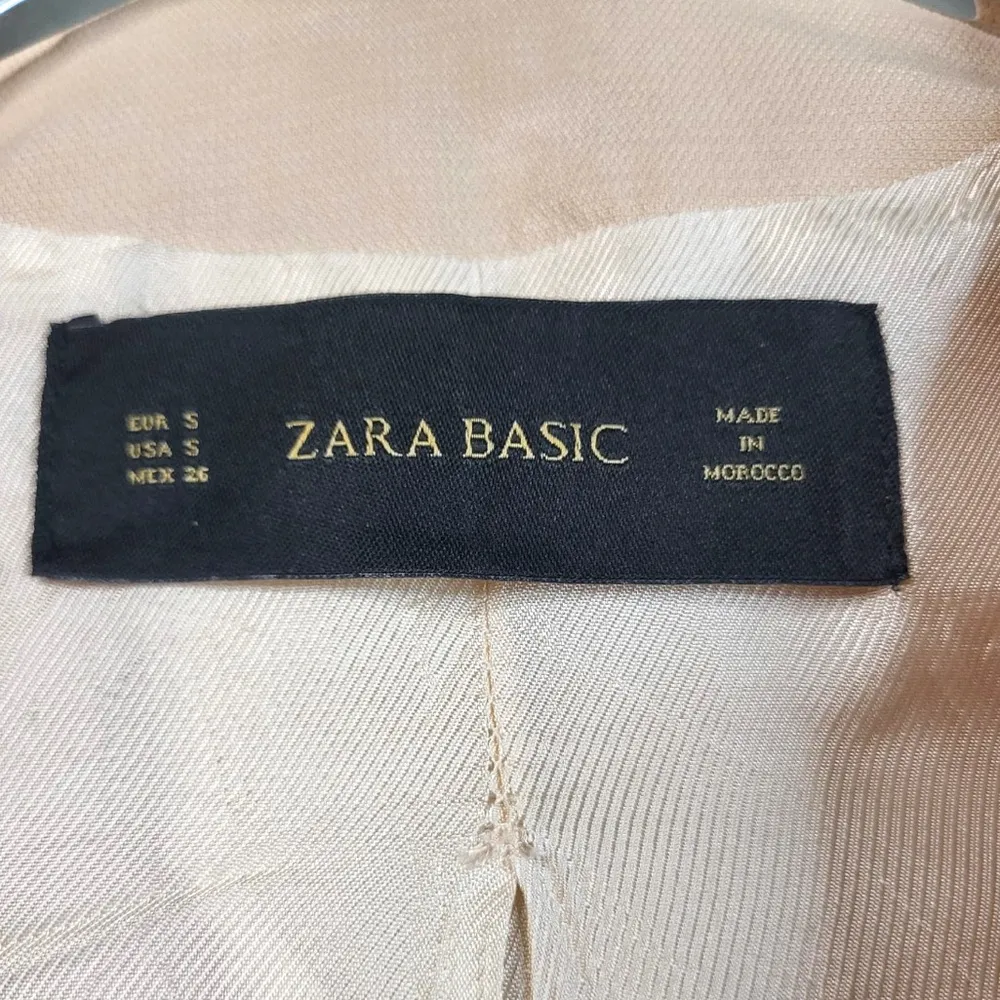 EUR S
USA S
MEX 26
ZARA BASIC
MADE
IN
MOROCCO